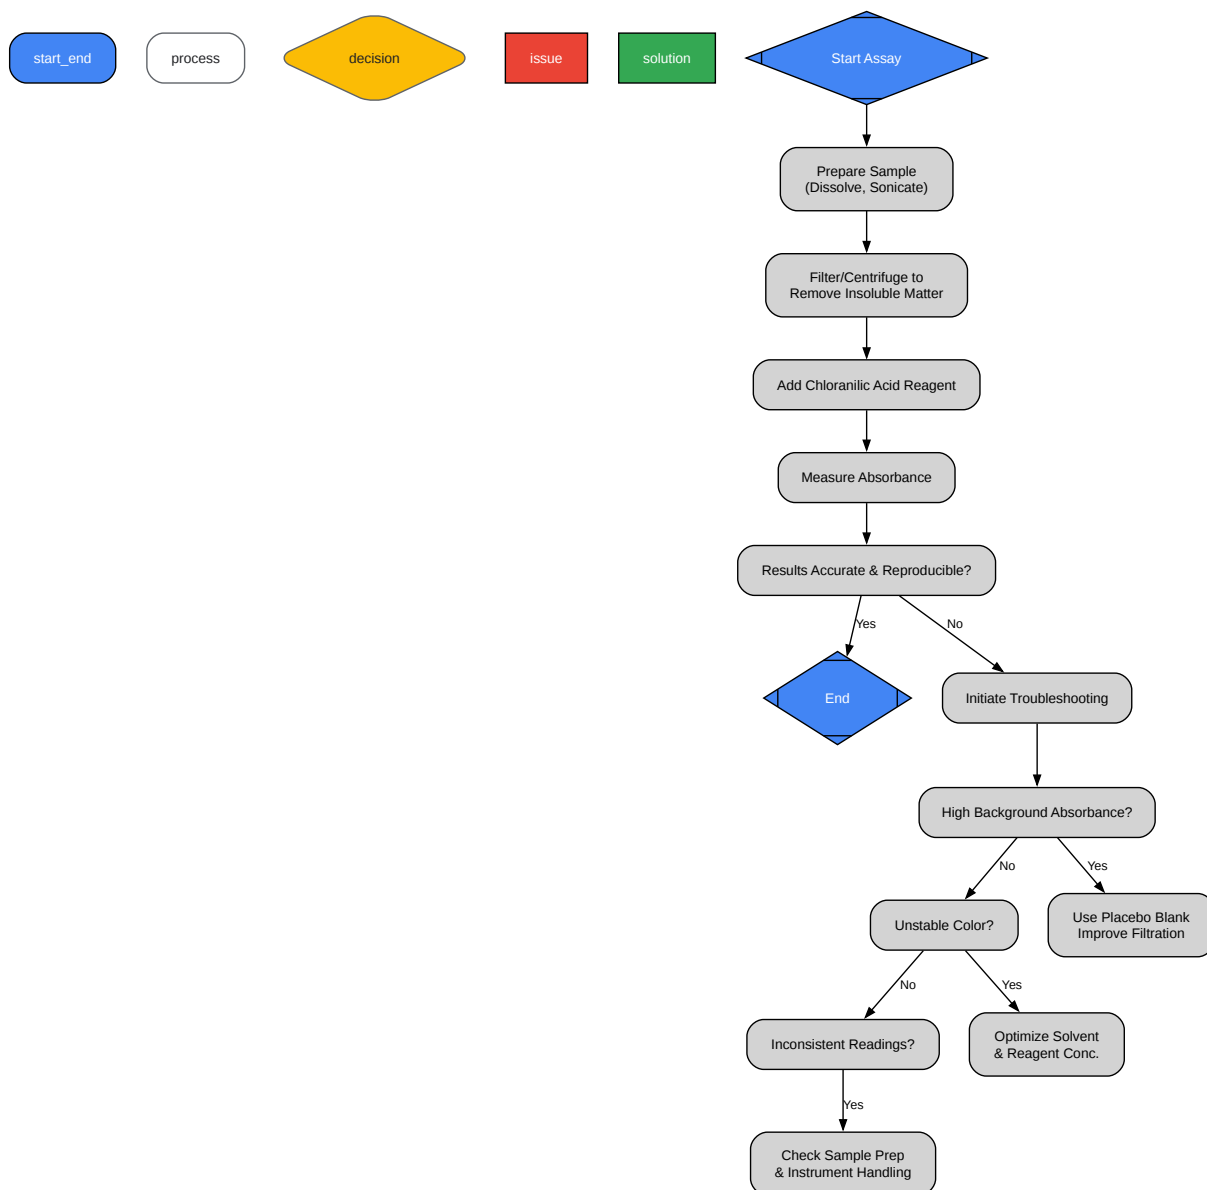 start_end
process
decision
issue
solution
Start Assay
Prepare Sample
(Dissolve, Sonicate)
Filter/Centrifuge to
Remove Insoluble Matter
Add Chloranilic Acid Reagent
Measure Absorbance
Results Accurate & Reproducible?
Yes
No
End
Initiate Troubleshooting
High Background Absorbance?
No
Yes
Unstable Color?
Use Placebo Blank
Improve Filtration
No
Yes
Inconsistent Readings?
Optimize Solvent
& Reagent Conc.
Yes
Check Sample Prep
& Instrument Handling